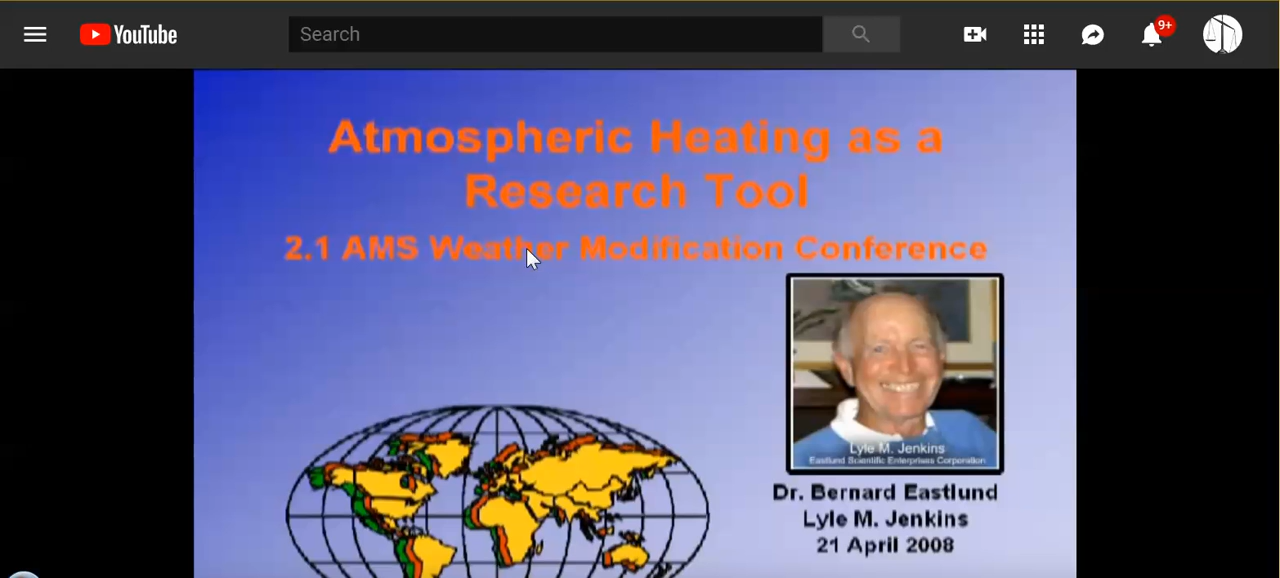 YouTube
Search
9+
Atmospheric Heating as a
Research Tool
2.1 AMS Weather Modification Conference
Lyle M. Jenkins
Eastlund Scientific Enterprises Corporation
Dr. Bernard Eastlund
Lyle M. Jenkins
21 April 2008